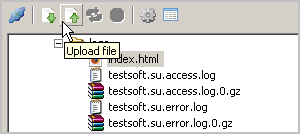 Upload file
index.html
testsoft.su.access.log
testsoft.su.access.log.0.gz
testsoft.su.error.log
testsoft.su.error.log.0.gz